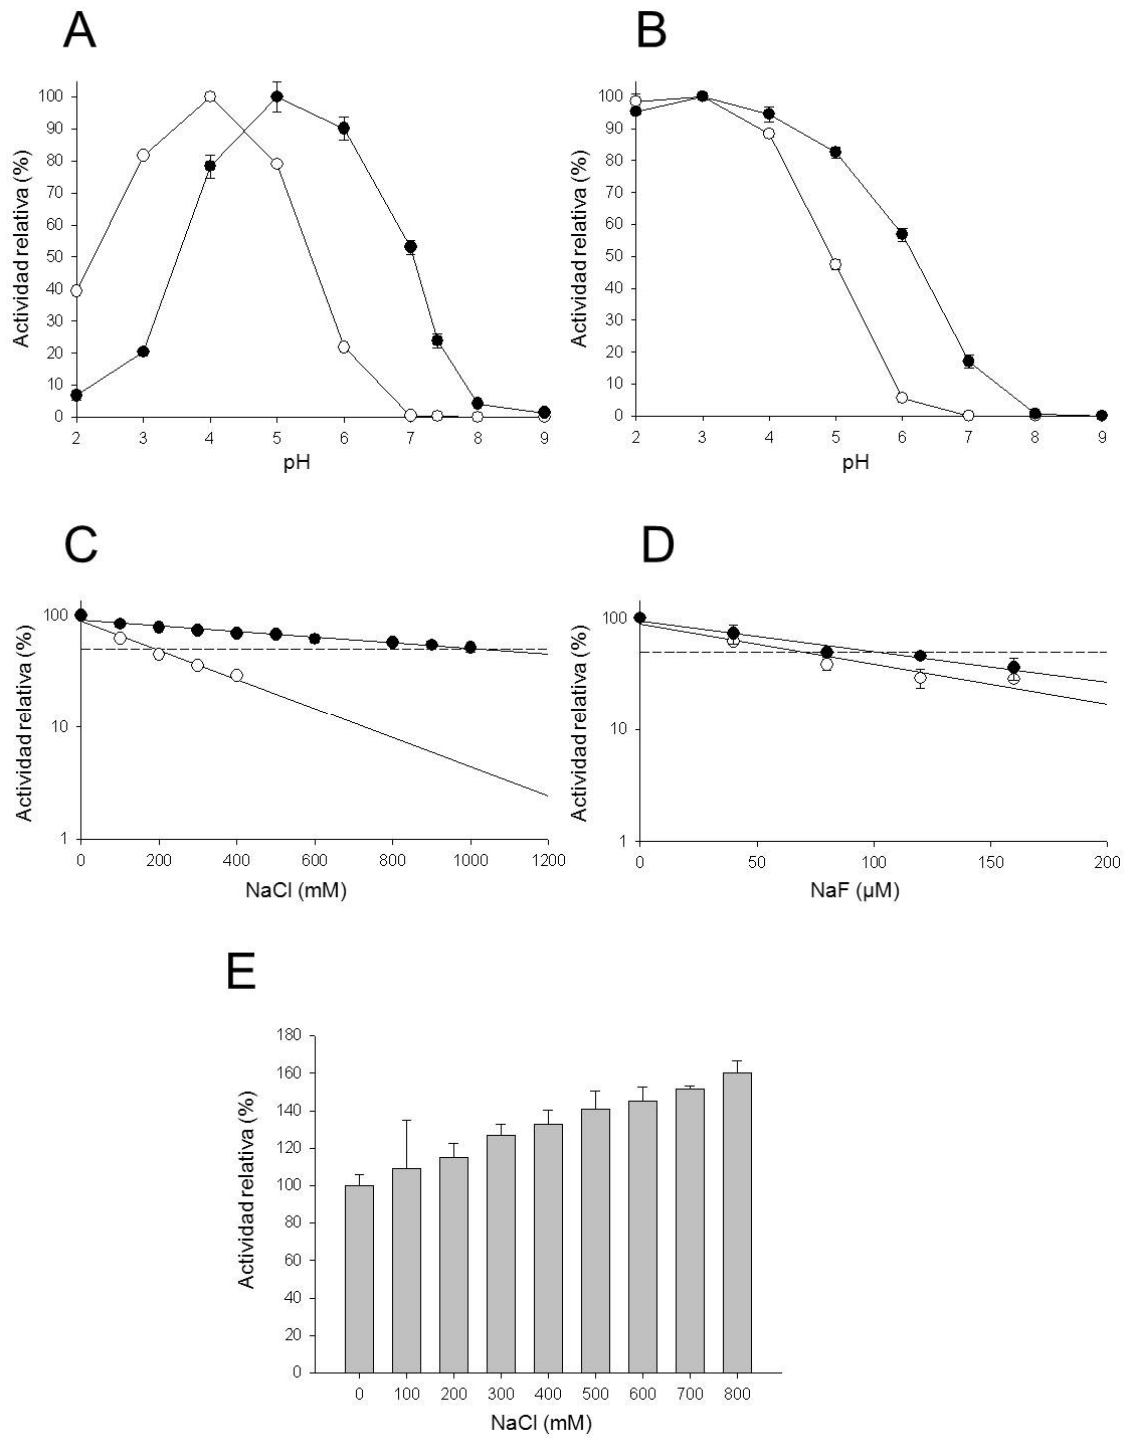 A
100
90
80
70
60
50
40
30
20
10
0
Actividad relativa (%)
2 3 4 5 6 7 8 9
pH
B
100
90
80
70
60
50
40
30
20
10
0
Actividad relativa (%)
2 3 4 5 6 7 8 9
pH
C
100
10
1
Actividad relativa (%)
0 200 400 600 800 1000 1200
NaCl (mM)
D
100
10
1
Actividad relativa (%)
0 50 100 150 200
NaF (µM)
E
180
160
140
120
100
80
60
40
20
0
Actividad relativa (%)
0 100 200 300 400 500 600 700 800
NaCl (mM)